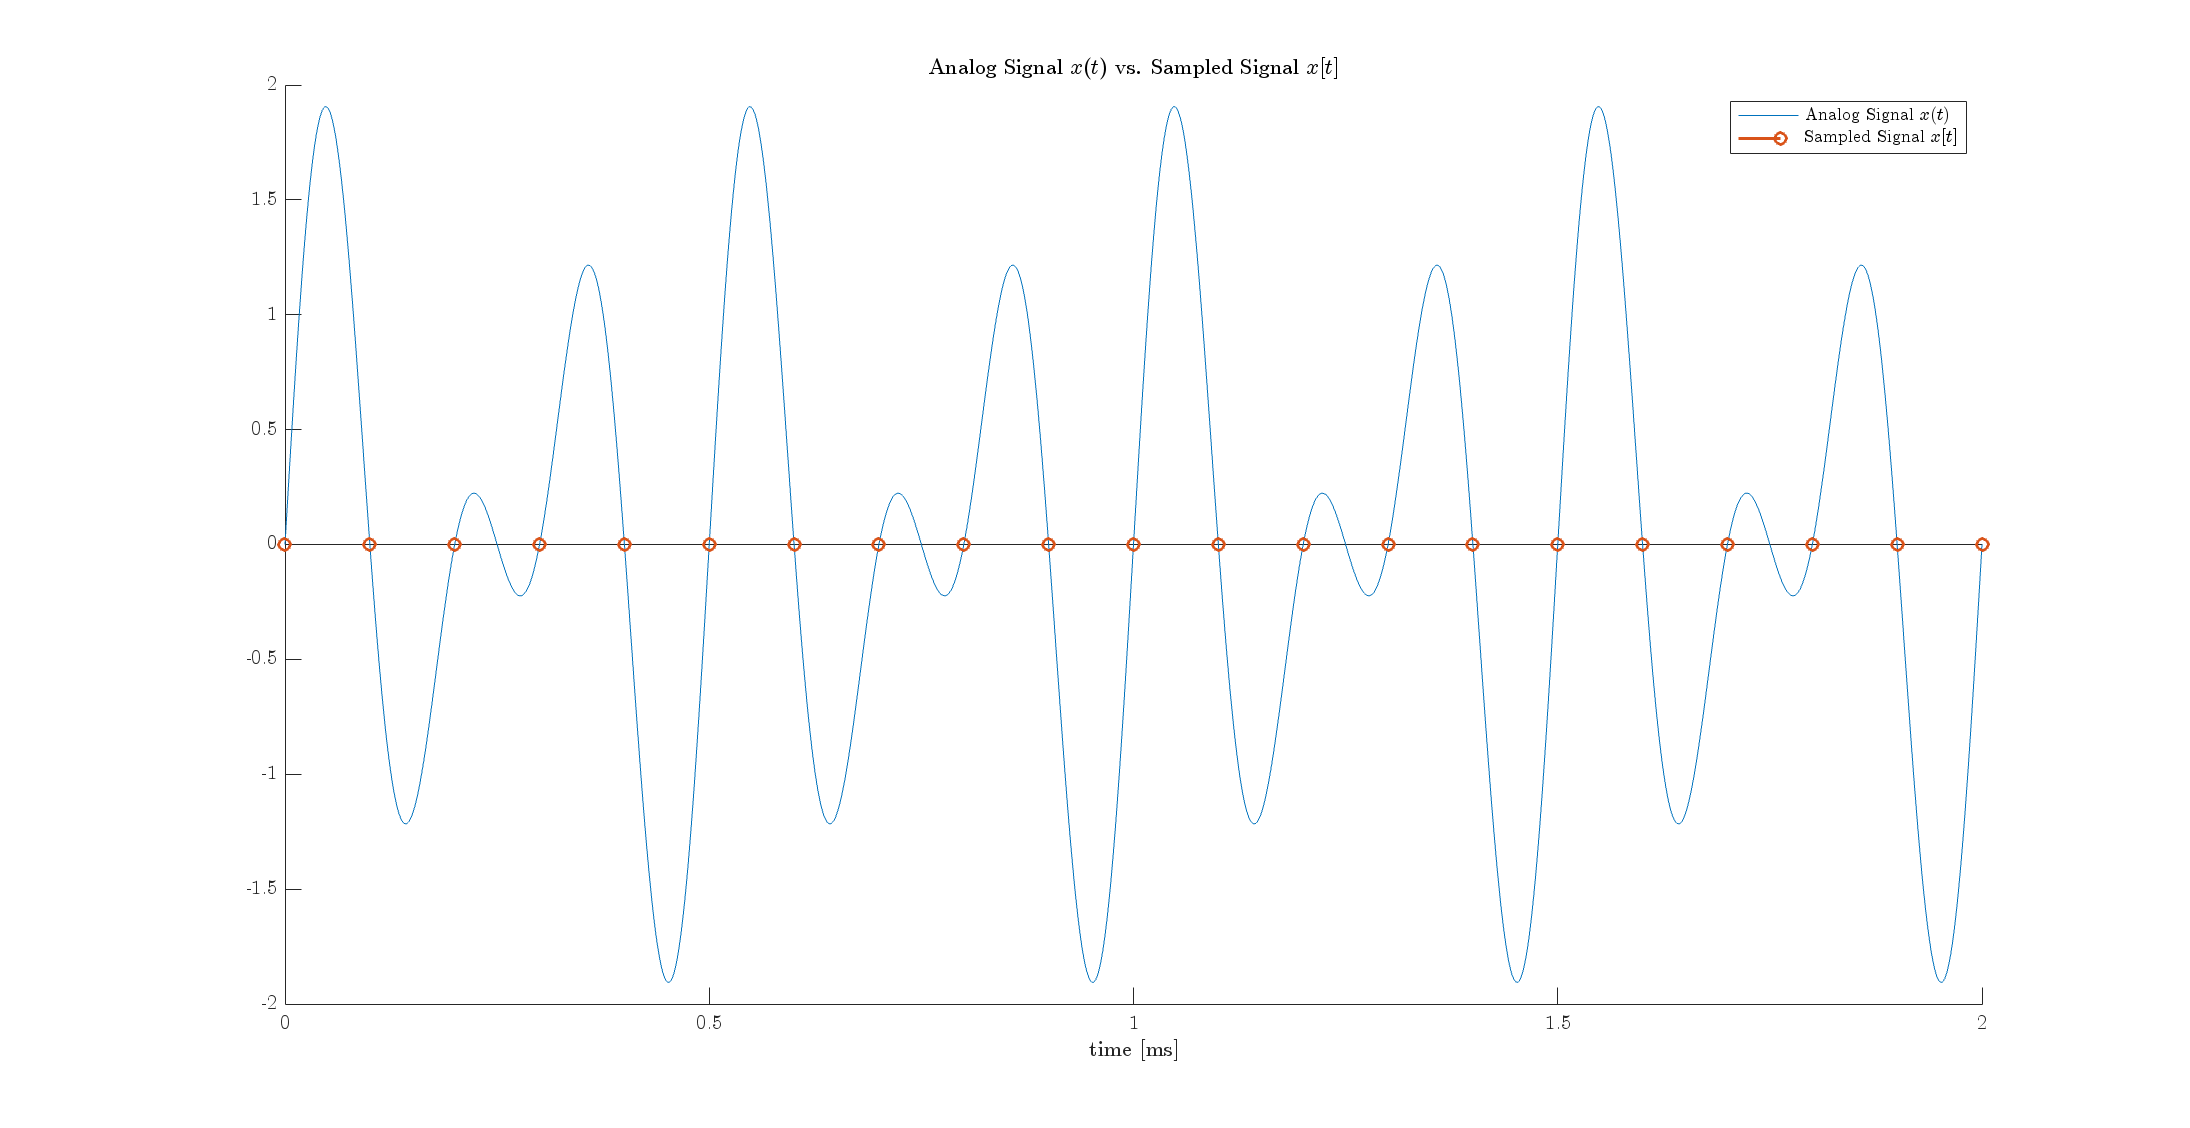 Analog Signal x(t) vs. Sampled Signal x[t]
Analog Signal x(t)
Sampled Signal x[t]
2
1.5
1
0.5
0
-0.5
-1
-1.5
-2
0 0.5 1 1.5 2
time [ms]